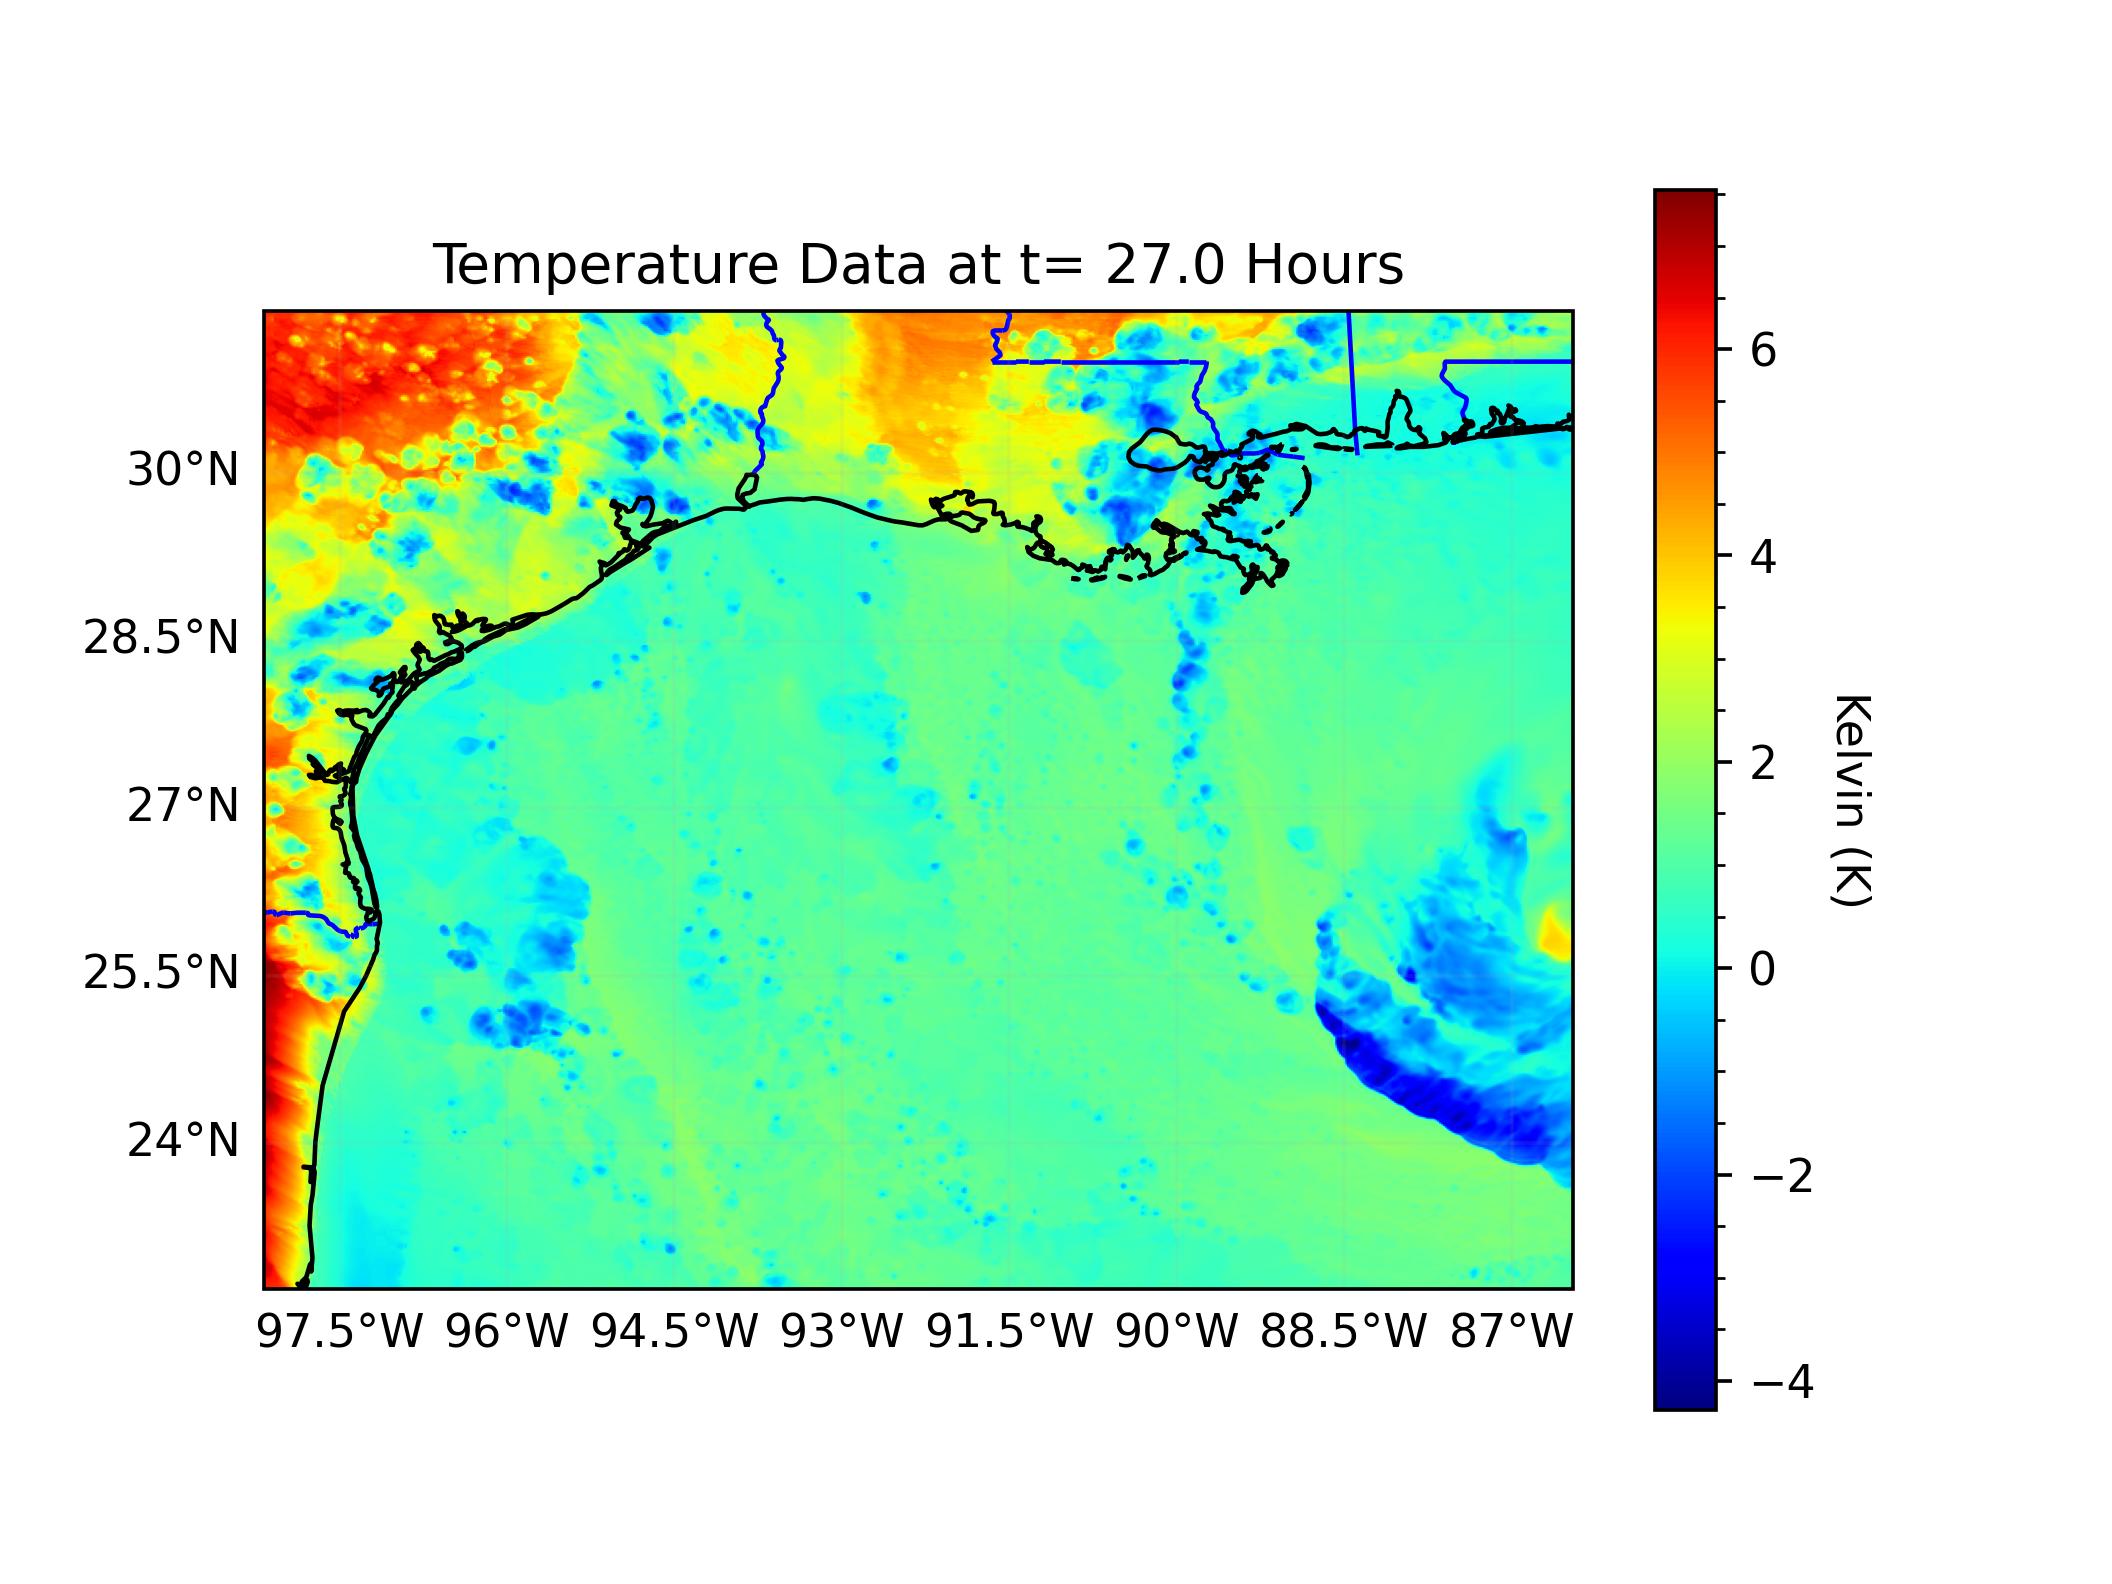 Temperature Data at t= 27.0 Hours
30°N
28.5°N
27°N
25.5°N
24°N
97.5°W 96°W 94.5°W 93°W 91.5°W 90°W 88.5°W 87°W
6
4
2
0
−2
−4
Kelvin (K)